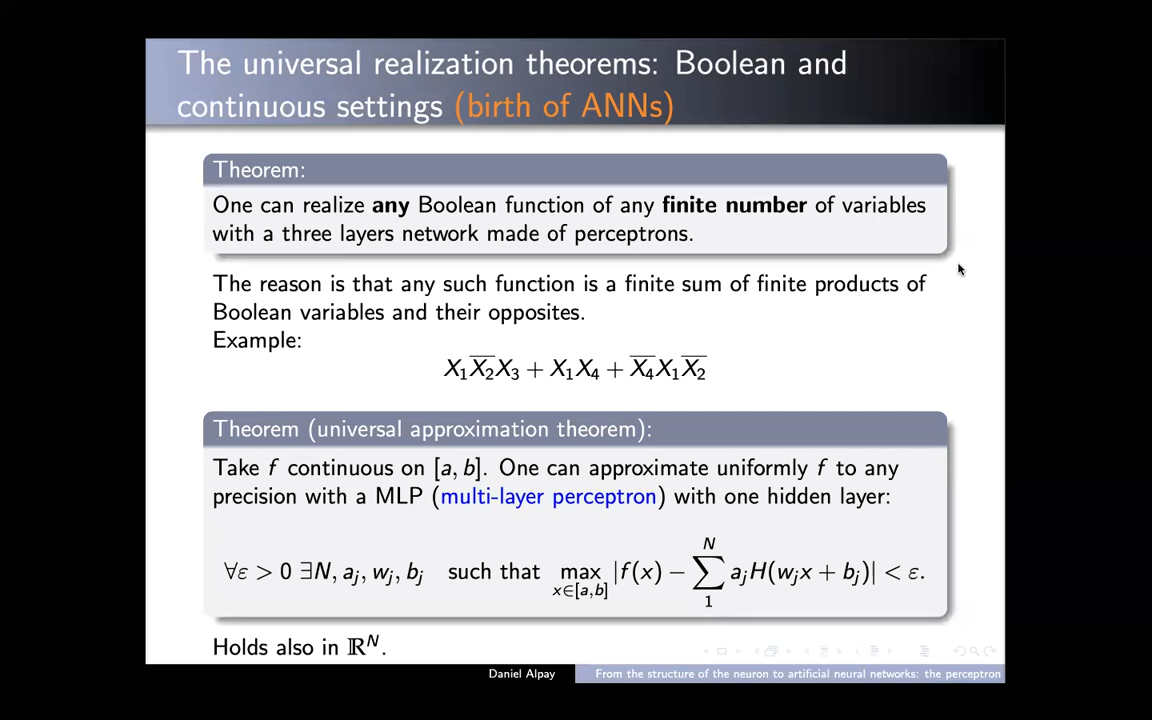 The universal realization theorems: Boolean and
continuous settings (birth of ANNs)
Theorem:
One can realize any Boolean function of any finite number of variables
with a three layers network made of perceptrons.
The reason is that any such function is a finite sum of finite products of
Boolean variables and their opposites.
Example:
X₁X̅₂X₃ + X₁X₄ + X̅₄X₁X̅₂
Theorem (universal approximation theorem):
Take f continuous on [a, b]. One can approximate uniformly f to any
precision with a MLP (multi-layer perceptron) with one hidden layer:
∀ε > 0 ∃N, aⱼ, wⱼ, bⱼ such that max_{x∈[a,b]} |f(x) − ∑_{1}^{N} aⱼH(wⱼx + bⱼ)| < ε.
Holds also in ℝᴺ.
Daniel Alpay From the structure of the neuron to artificial neural networks: the perceptron